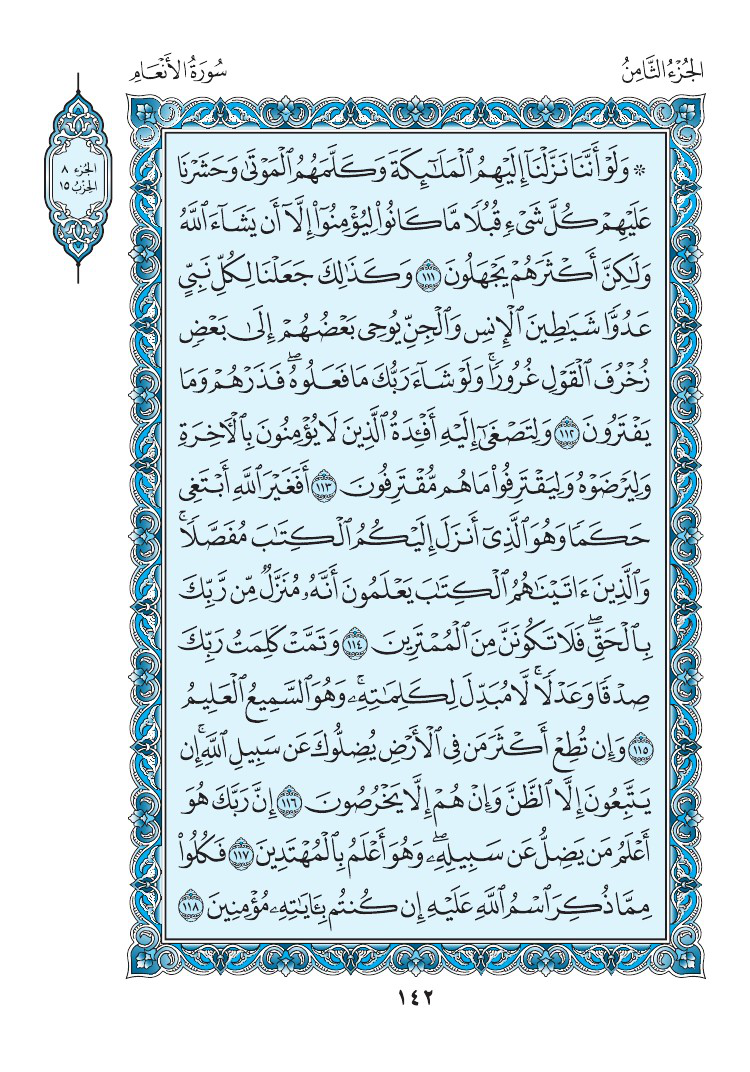 الجُزْءُ الثَّامِنُ
سُورَةُ الأَنْعَامِ
الجزء ٨
الحِزْبُ ١٥
۞ وَلَوْ أَنَّنَا نَزَّلْنَآ إِلَيْهِمُ ٱلْمَلَٰٓئِكَةَ وَكَلَّمَهُمُ ٱلْمَوْتَىٰ وَحَشَرْنَا
عَلَيْهِمْ كُلَّ شَىْءٍ قُبُلًا مَّا كَانُوا۟ لِيُؤْمِنُوٓا۟ إِلَّآ أَن يَشَآءَ ٱللَّهُ
وَلَٰكِنَّ أَكْثَرَهُمْ يَجْهَلُونَ ١١١ وَكَذَٰلِكَ جَعَلْنَا لِكُلِّ نَبِىٍّ
عَدُوًّا شَيَٰطِينَ ٱلْإِنسِ وَٱلْجِنِّ يُوحِى بَعْضُهُمْ إِلَىٰ بَعْضٍ
زُخْرُفَ ٱلْقَوْلِ غُرُورًا ۚ وَلَوْ شَآءَ رَبُّكَ مَا فَعَلُوهُ ۖ فَذَرْهُمْ وَمَا
يَفْتَرُونَ ١١٢ وَلِتَصْغَىٰٓ إِلَيْهِ أَفْـِٔدَةُ ٱلَّذِينَ لَا يُؤْمِنُونَ بِٱلْءَاخِرَةِ
وَلِيَرْضَوْهُ وَلِيَقْتَرِفُوا۟ مَا هُم مُّقْتَرِفُونَ ١١٣ أَفَغَيْرَ ٱللَّهِ أَبْتَغِى
حَكَمًا وَهُوَ ٱلَّذِىٓ أَنزَلَ إِلَيْكُمُ ٱلْكِتَٰبَ مُفَصَّلًا ۚ
وَٱلَّذِينَ ءَاتَيْنَٰهُمُ ٱلْكِتَٰبَ يَعْلَمُونَ أَنَّهُۥ مُنَزَّلٌ مِّن رَّبِّكَ
بِٱلْحَقِّ ۖ فَلَا تَكُونَنَّ مِنَ ٱلْمُمْتَرِينَ ١١٤ وَتَمَّتْ كَلِمَتُ رَبِّكَ
صِدْقًا وَعَدْلًا ۚ لَّا مُبَدِّلَ لِكَلِمَٰتِهِۦ ۚ وَهُوَ ٱلسَّمِيعُ ٱلْعَلِيمُ
١١٥ وَإِن تُطِعْ أَكْثَرَ مَن فِى ٱلْأَرْضِ يُضِلُّوكَ عَن سَبِيلِ ٱللَّهِ ۚ إِن
يَتَّبِعُونَ إِلَّا ٱلظَّنَّ وَإِنْ هُمْ إِلَّا يَخْرُصُونَ ١١٦ إِنَّ رَبَّكَ هُوَ
أَعْلَمُ مَن يَضِلُّ عَن سَبِيلِهِۦ ۖ وَهُوَ أَعْلَمُ بِٱلْمُهْتَدِينَ ١١٧ فَكُلُوا۟
مِمَّا ذُكِرَ ٱسْمُ ٱللَّهِ عَلَيْهِ إِن كُنتُم بِـَٔايَٰتِهِۦ مُؤْمِنِينَ ١١٨
١٤٢